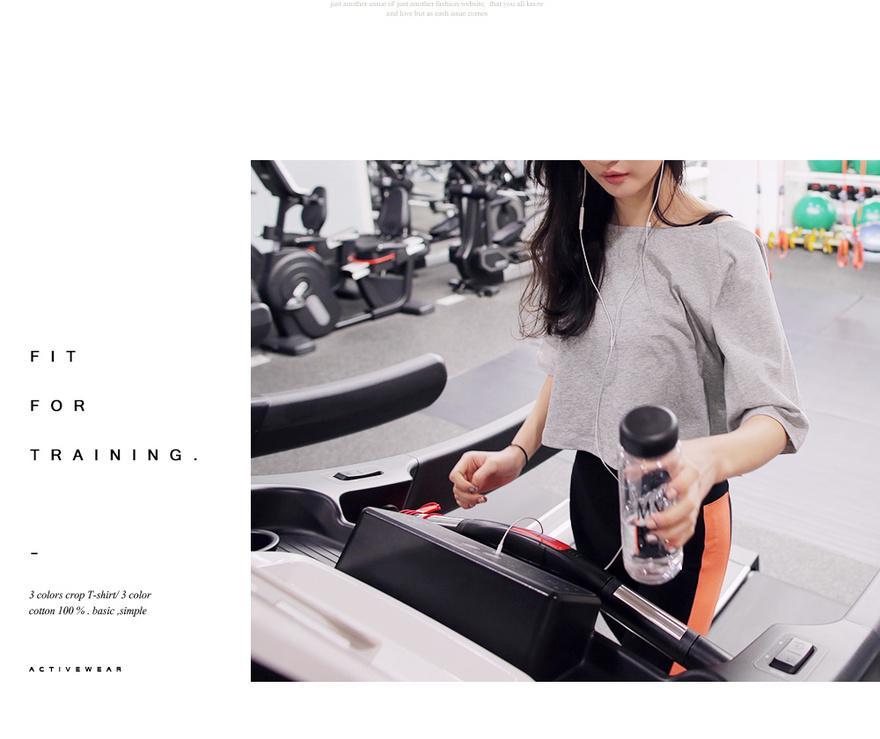 just another issue of just another fashion website, that you all know
and love but as each issue comes
FIT
FOR
TRAINING.
-
3 colors crop T-shirt/ 3 color
cotton 100 % . basic ,simple
ACTIVEWEAR
MY